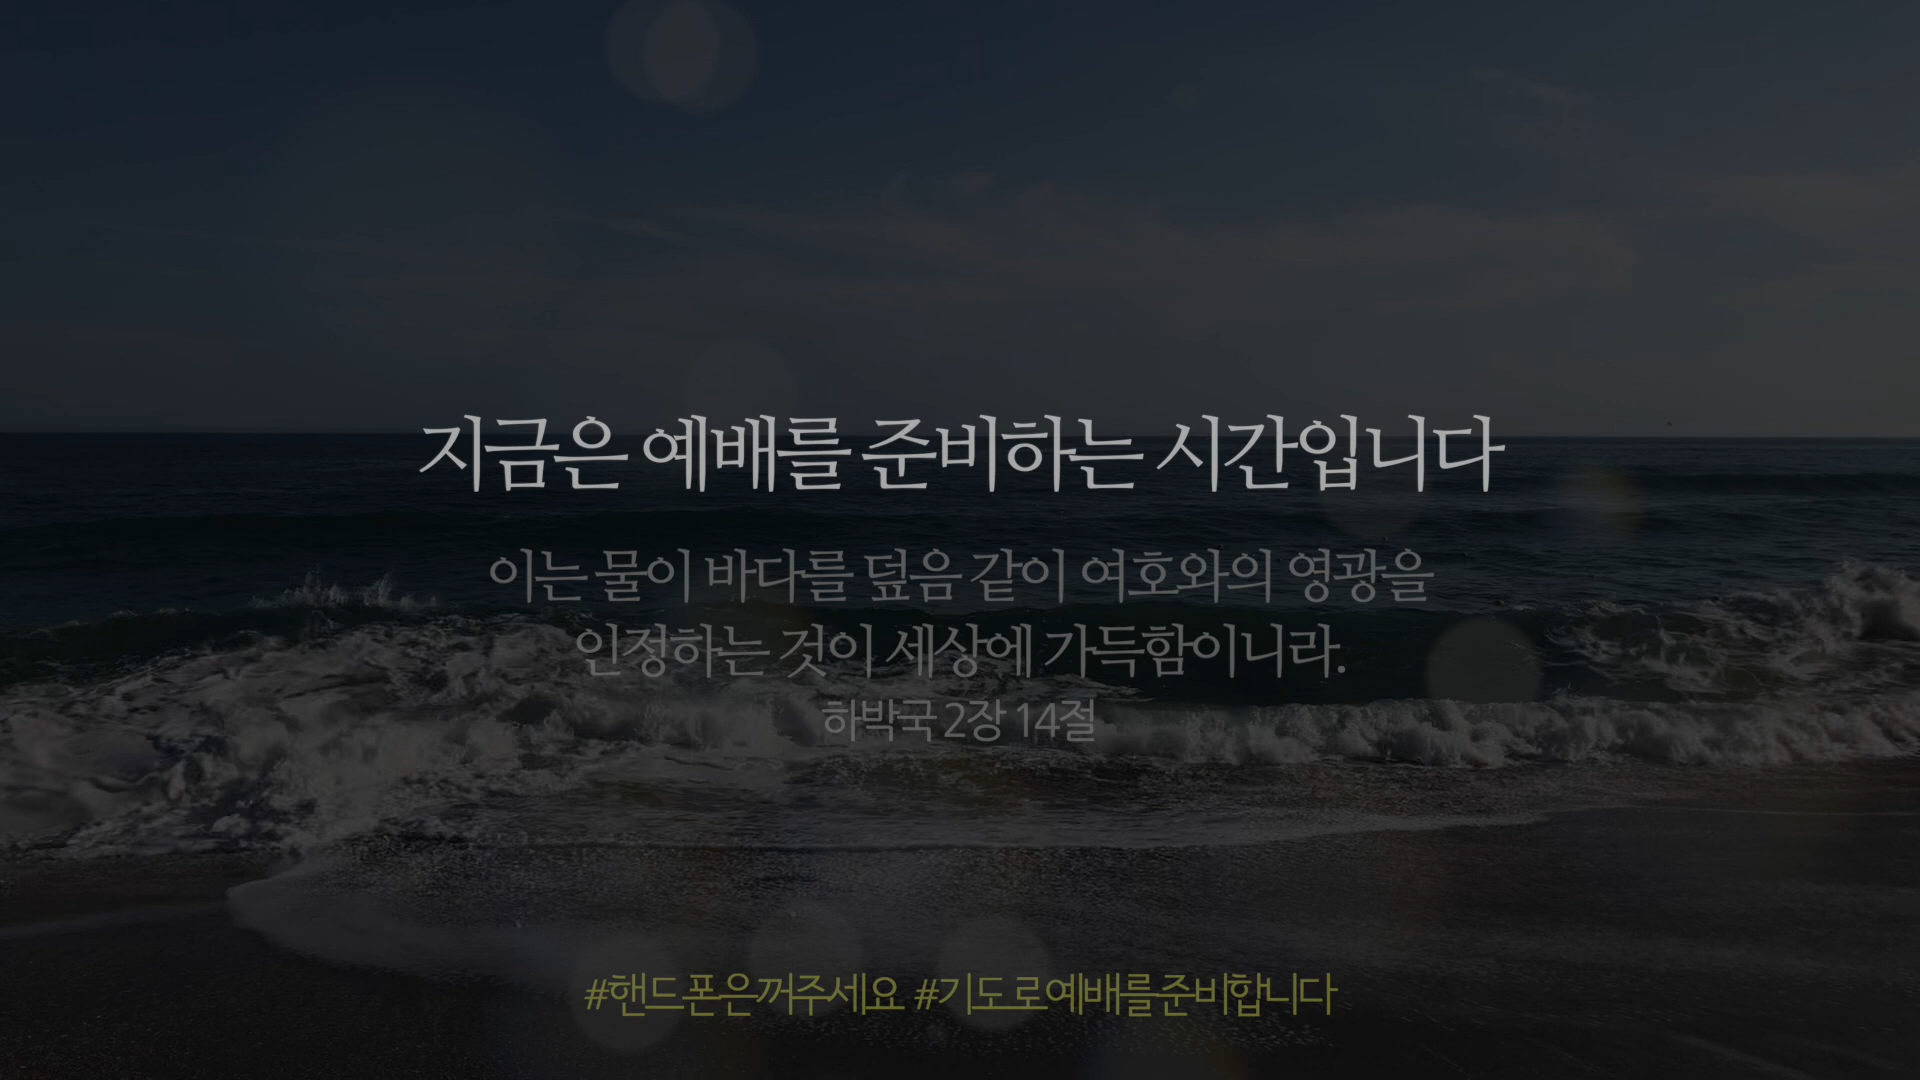 지금은 예배를 준비하는 시간입니다
이는 물이 바다를 덮음 같이 여호와의 영광을
인정하는 것이 세상에 가득함이니라.
하박국 2장 14절
#핸드폰은꺼주세요 #기도로예배를준비합니다